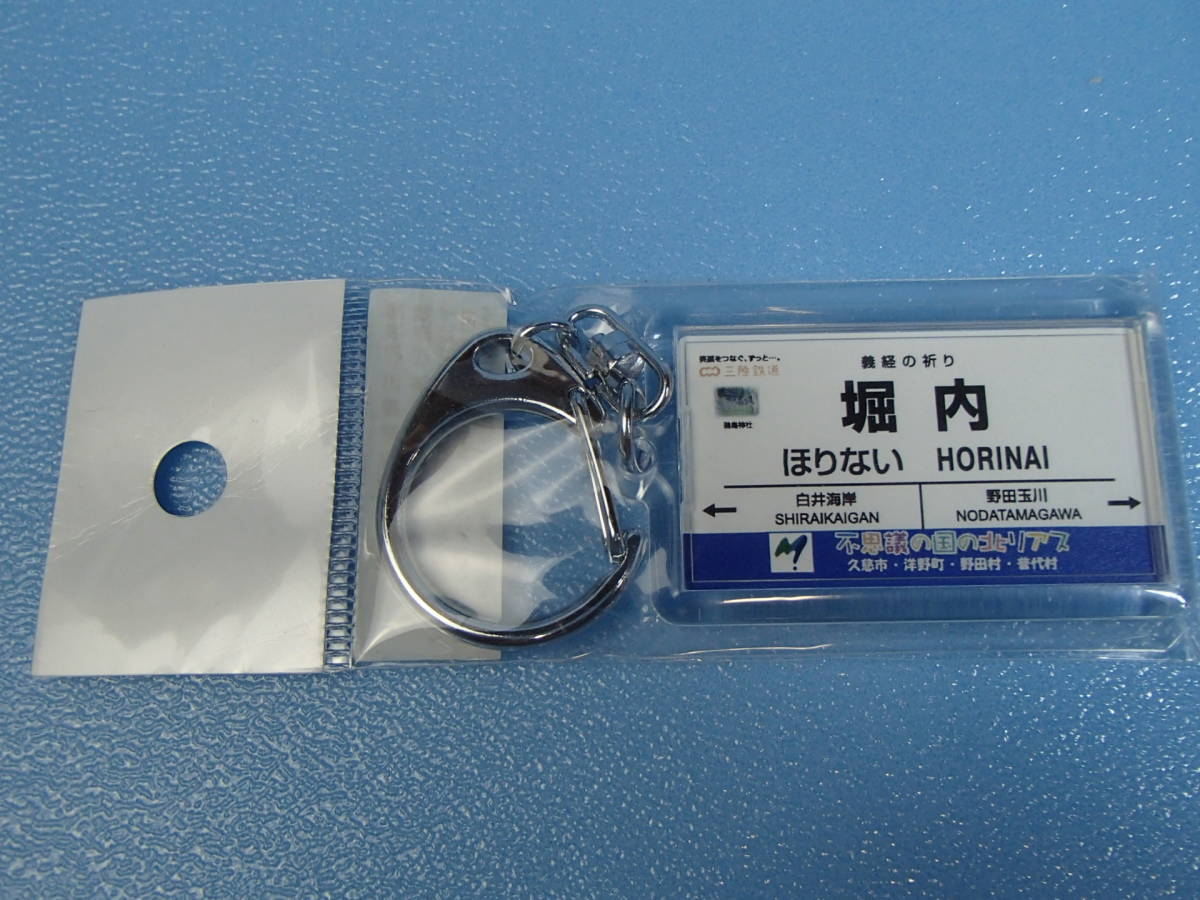 笑顔をつなぐ、ずっと…。
三陸鉄道
義経の祈り
堀内
ほりない HORINAI
鵜鳥神社
白井海岸
SHIRAIKAIGAN
野田玉川
NODATAMAGAWA
不思議の国の北リアス
久慈市・洋野町・野田村・普代村